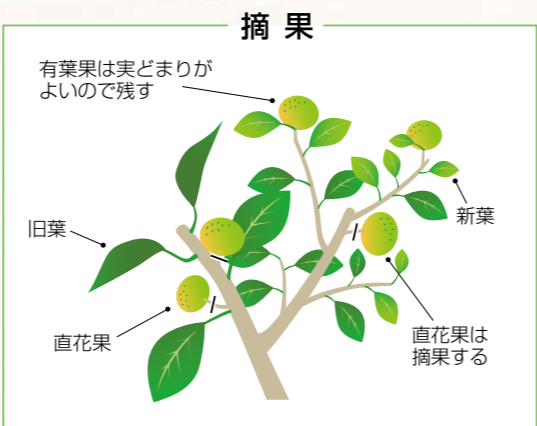 摘果
有葉果は実どまりが
よいので残す
旧葉
新葉
直花果
直花果は
摘果する